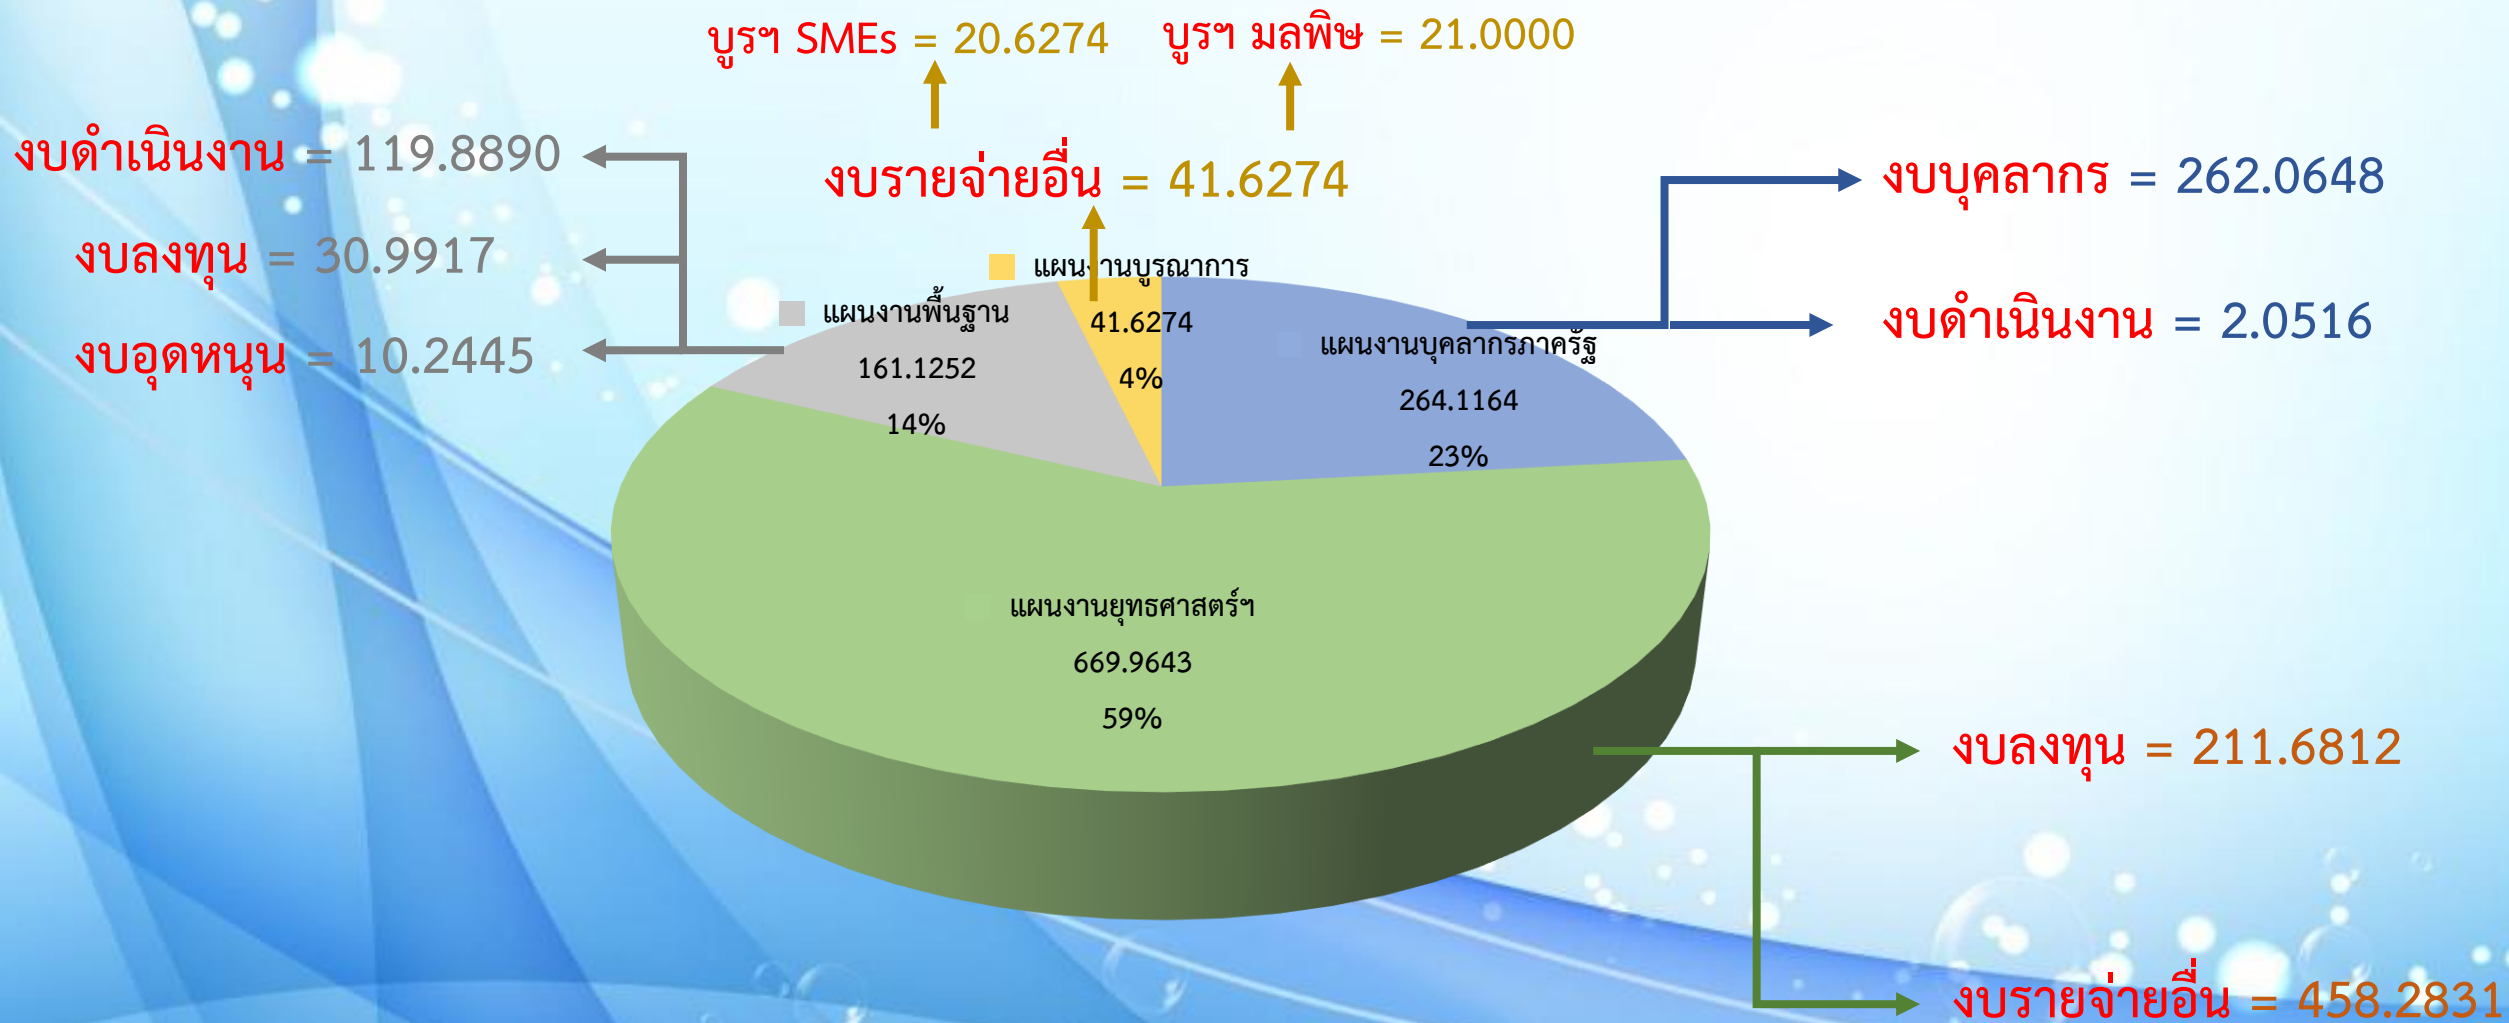 บูรฯ SMEs = 20.6274
บูรฯ มลพิษ = 21.0000
งบดำเนินงาน = 119.8890
งบรายจ่ายอื่น = 41.6274
งบบุคลากร = 262.0648
งบลงทุน = 30.9917
แผนงานบูรณาการ
41.6274
4%
แผนงานพื้นฐาน
161.1252
14%
งบอุดหนุน = 10.2445
งบดำเนินงาน = 2.0516
แผนงานบุคลากรภาครัฐ
264.1164
23%
แผนงานยุทธศาสตร์ฯ
669.9643
59%
งบลงทุน = 211.6812
งบรายจ่ายอื่น = 458.2831